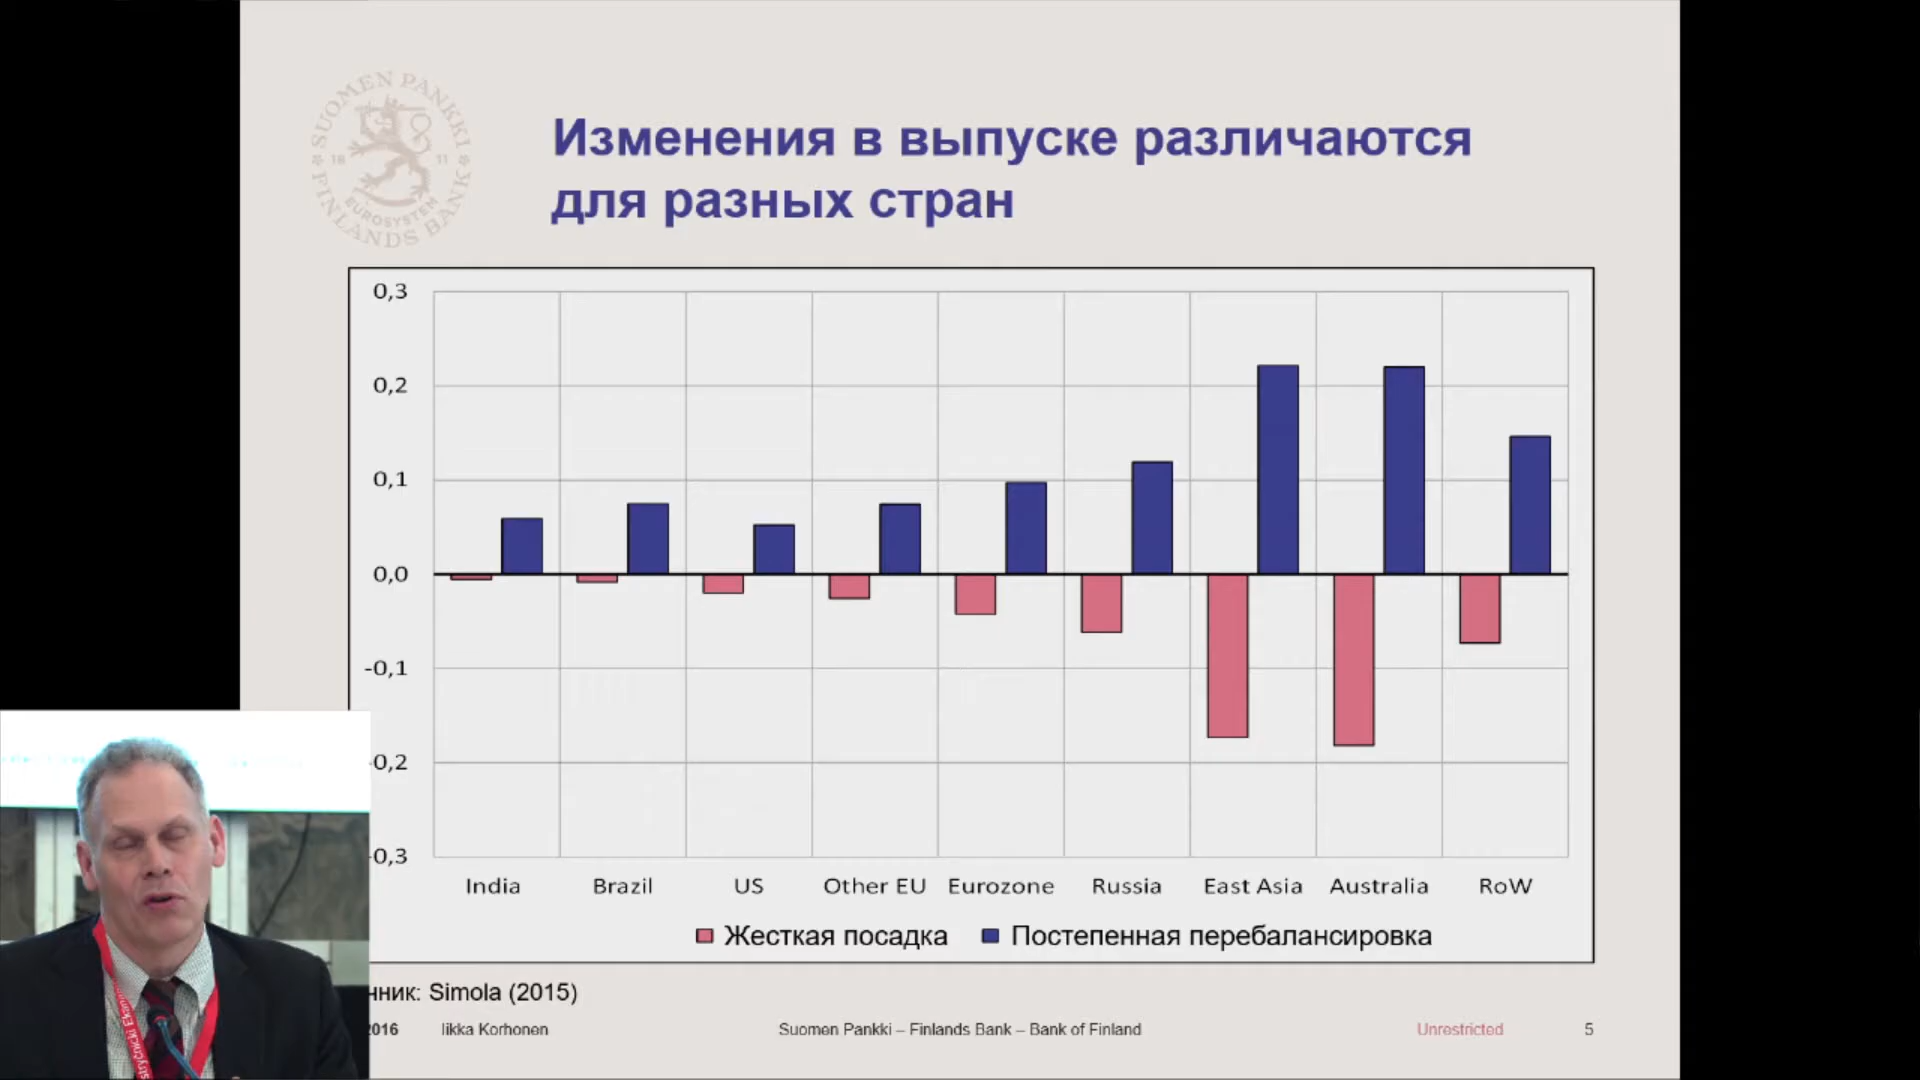 SUOMEN PANKKI
18 11
EUROSYSTEM
FINLANDS BANK
Изменения в выпуске различаются
для разных стран
0,3
0,2
0,1
0,0
-0,1
0,2
0,3
India Brazil US Other EU Eurozone Russia East Asia Australia RoW
Жесткая посадка Постепенная перебалансировка
нник: Simola (2015)
2016 Iikka Korhonen Suomen Pankki – Finlands Bank – Bank of Finland Unrestricted 5